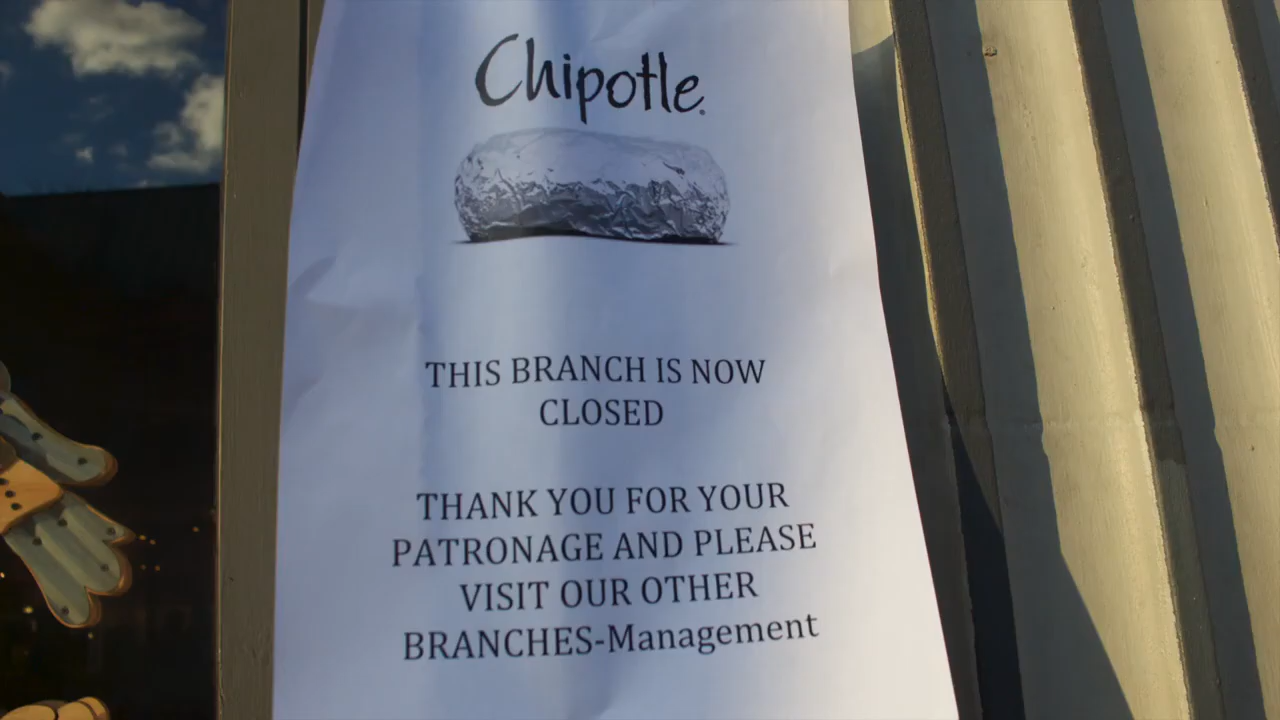 Chipotle
THIS BRANCH IS NOW
CLOSED
THANK YOU FOR YOUR
PATRONAGE AND PLEASE
VISIT OUR OTHER
BRANCHES-Management